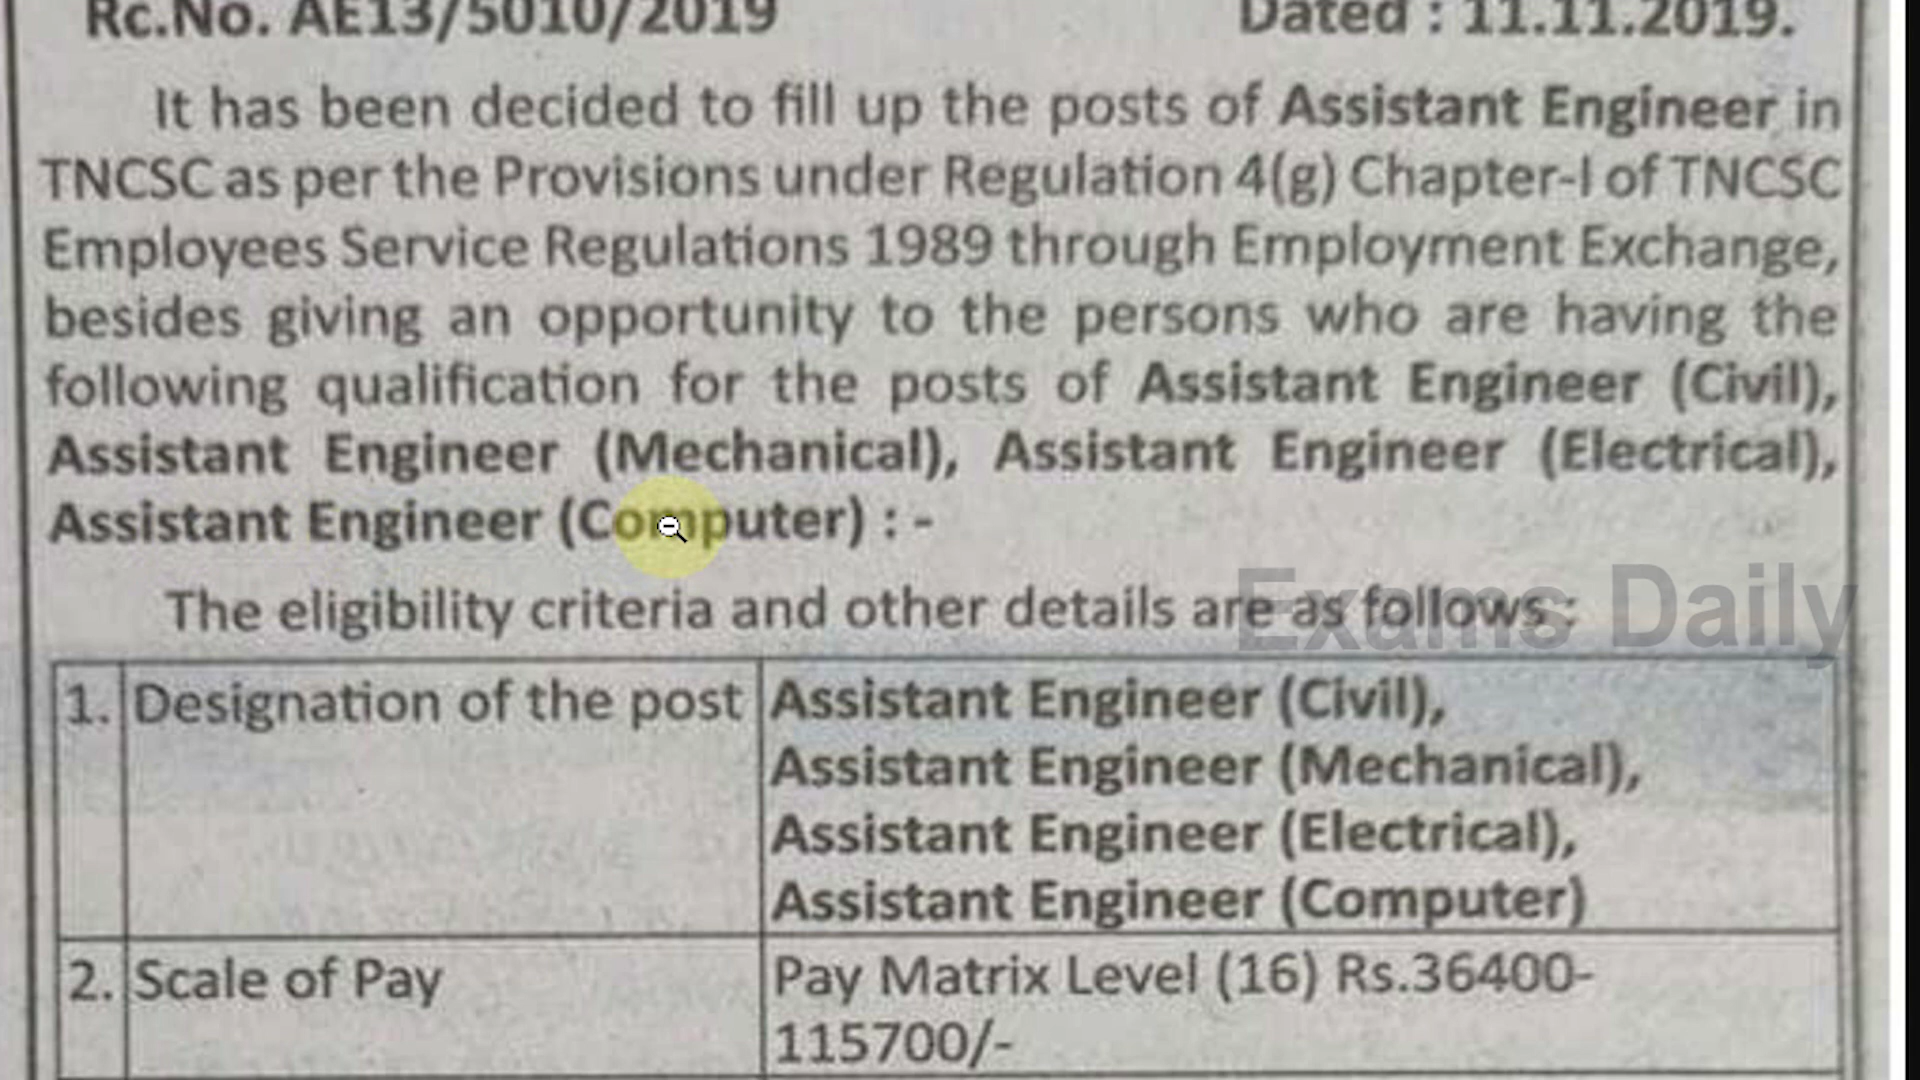 Rc.No. AE13/5010/2019 Dated : 11.11.2019.
It has been decided to fill up the posts of Assistant Engineer in
TNCSC as per the Provisions under Regulation 4(g) Chapter-I of TNCSC
Employees Service Regulations 1989 through Employment Exchange,
besides giving an opportunity to the persons who are having the
following qualification for the posts of Assistant Engineer (Civil),
Assistant Engineer (Mechanical), Assistant Engineer (Electrical),
Assistant Engineer (Computer) : -
The eligibility criteria and other details are as follows :
Exams Daily
1. Designation of the post Assistant Engineer (Civil),
Assistant Engineer (Mechanical),
Assistant Engineer (Electrical),
Assistant Engineer (Computer)
2. Scale of Pay Pay Matrix Level (16) Rs.36400-
115700/-